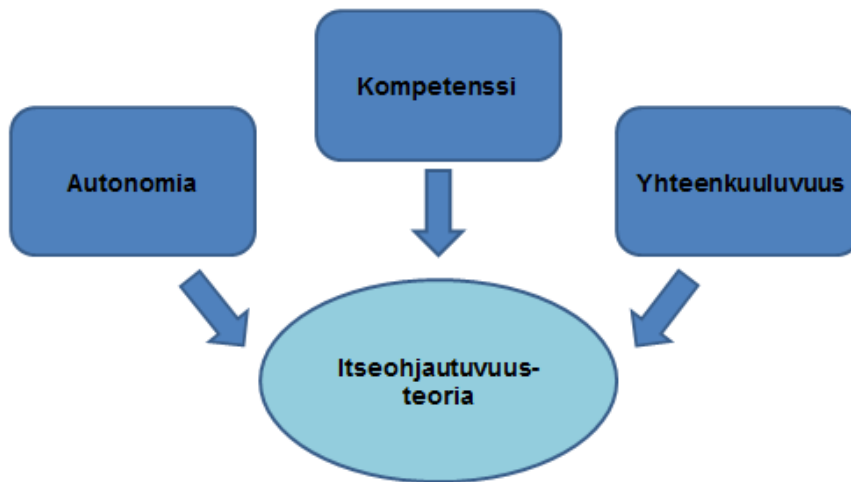 Kompetenssi
Autonomia
Yhteenkuuluvuus
Itseohjautuvuus-
teoria